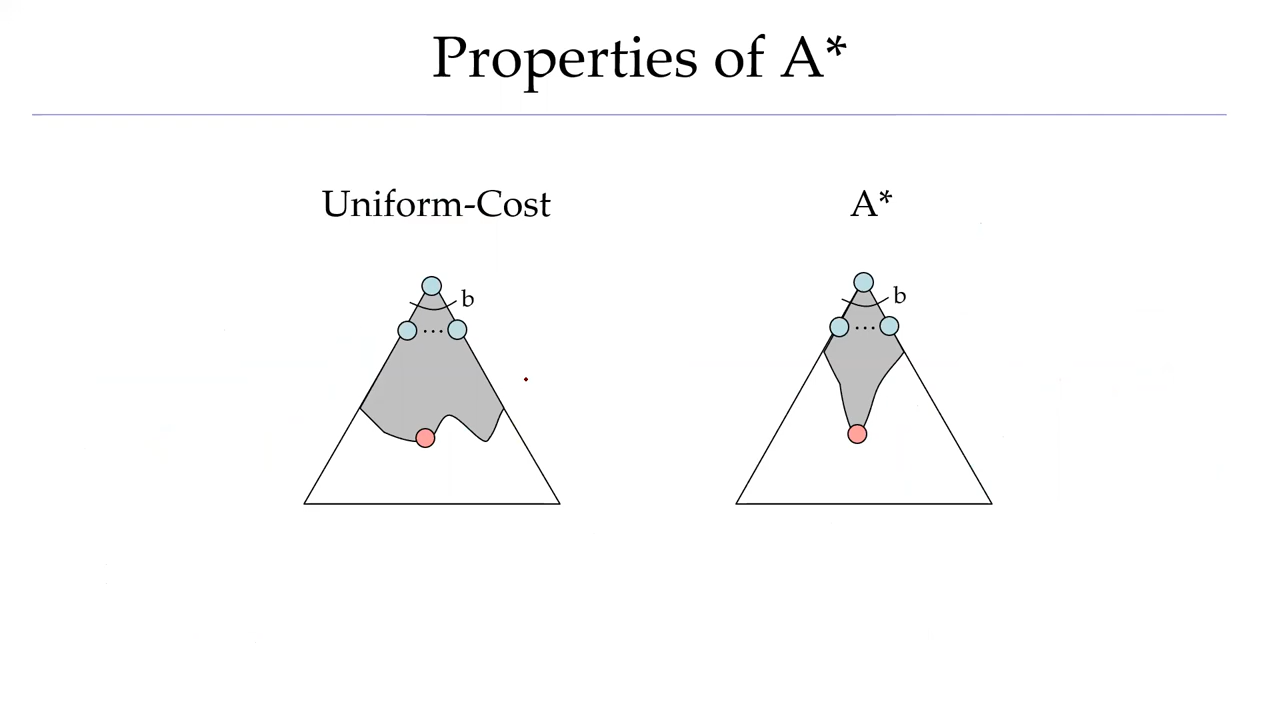 Properties of A*
Uniform-Cost
A*
b
b
...
...